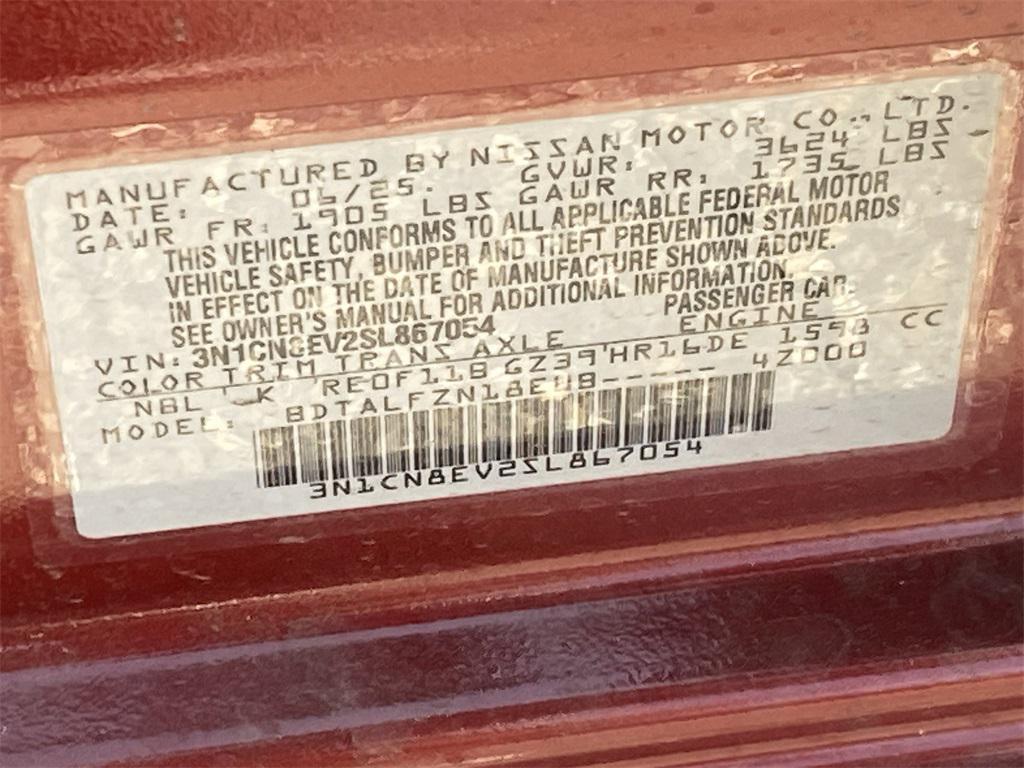 MANUFACTURED BY NISSAN MOTOR CO., LTD.
DATE: 06/25. GVWR: 3624 LBS
GAWR FR: 1905 LBS GAWR RR: 1735 LBS
THIS VEHICLE CONFORMS TO ALL APPLICABLE FEDERAL MOTOR
VEHICLE SAFETY, BUMPER AND THEFT PREVENTION STANDARDS
IN EFFECT ON THE DATE OF MANUFACTURE SHOWN ABOVE.
SEE OWNER'S MANUAL FOR ADDITIONAL INFORMATION.
VIN: 3N1CN8EV2SL867054 PASSENGER CAR.
COLOR TRIM TRANS AXLE ENGINE
NBL K RE0F11B GZ39 HR16DE 1598 CC
MODEL: 42000
3N1CN8EV2SL867054